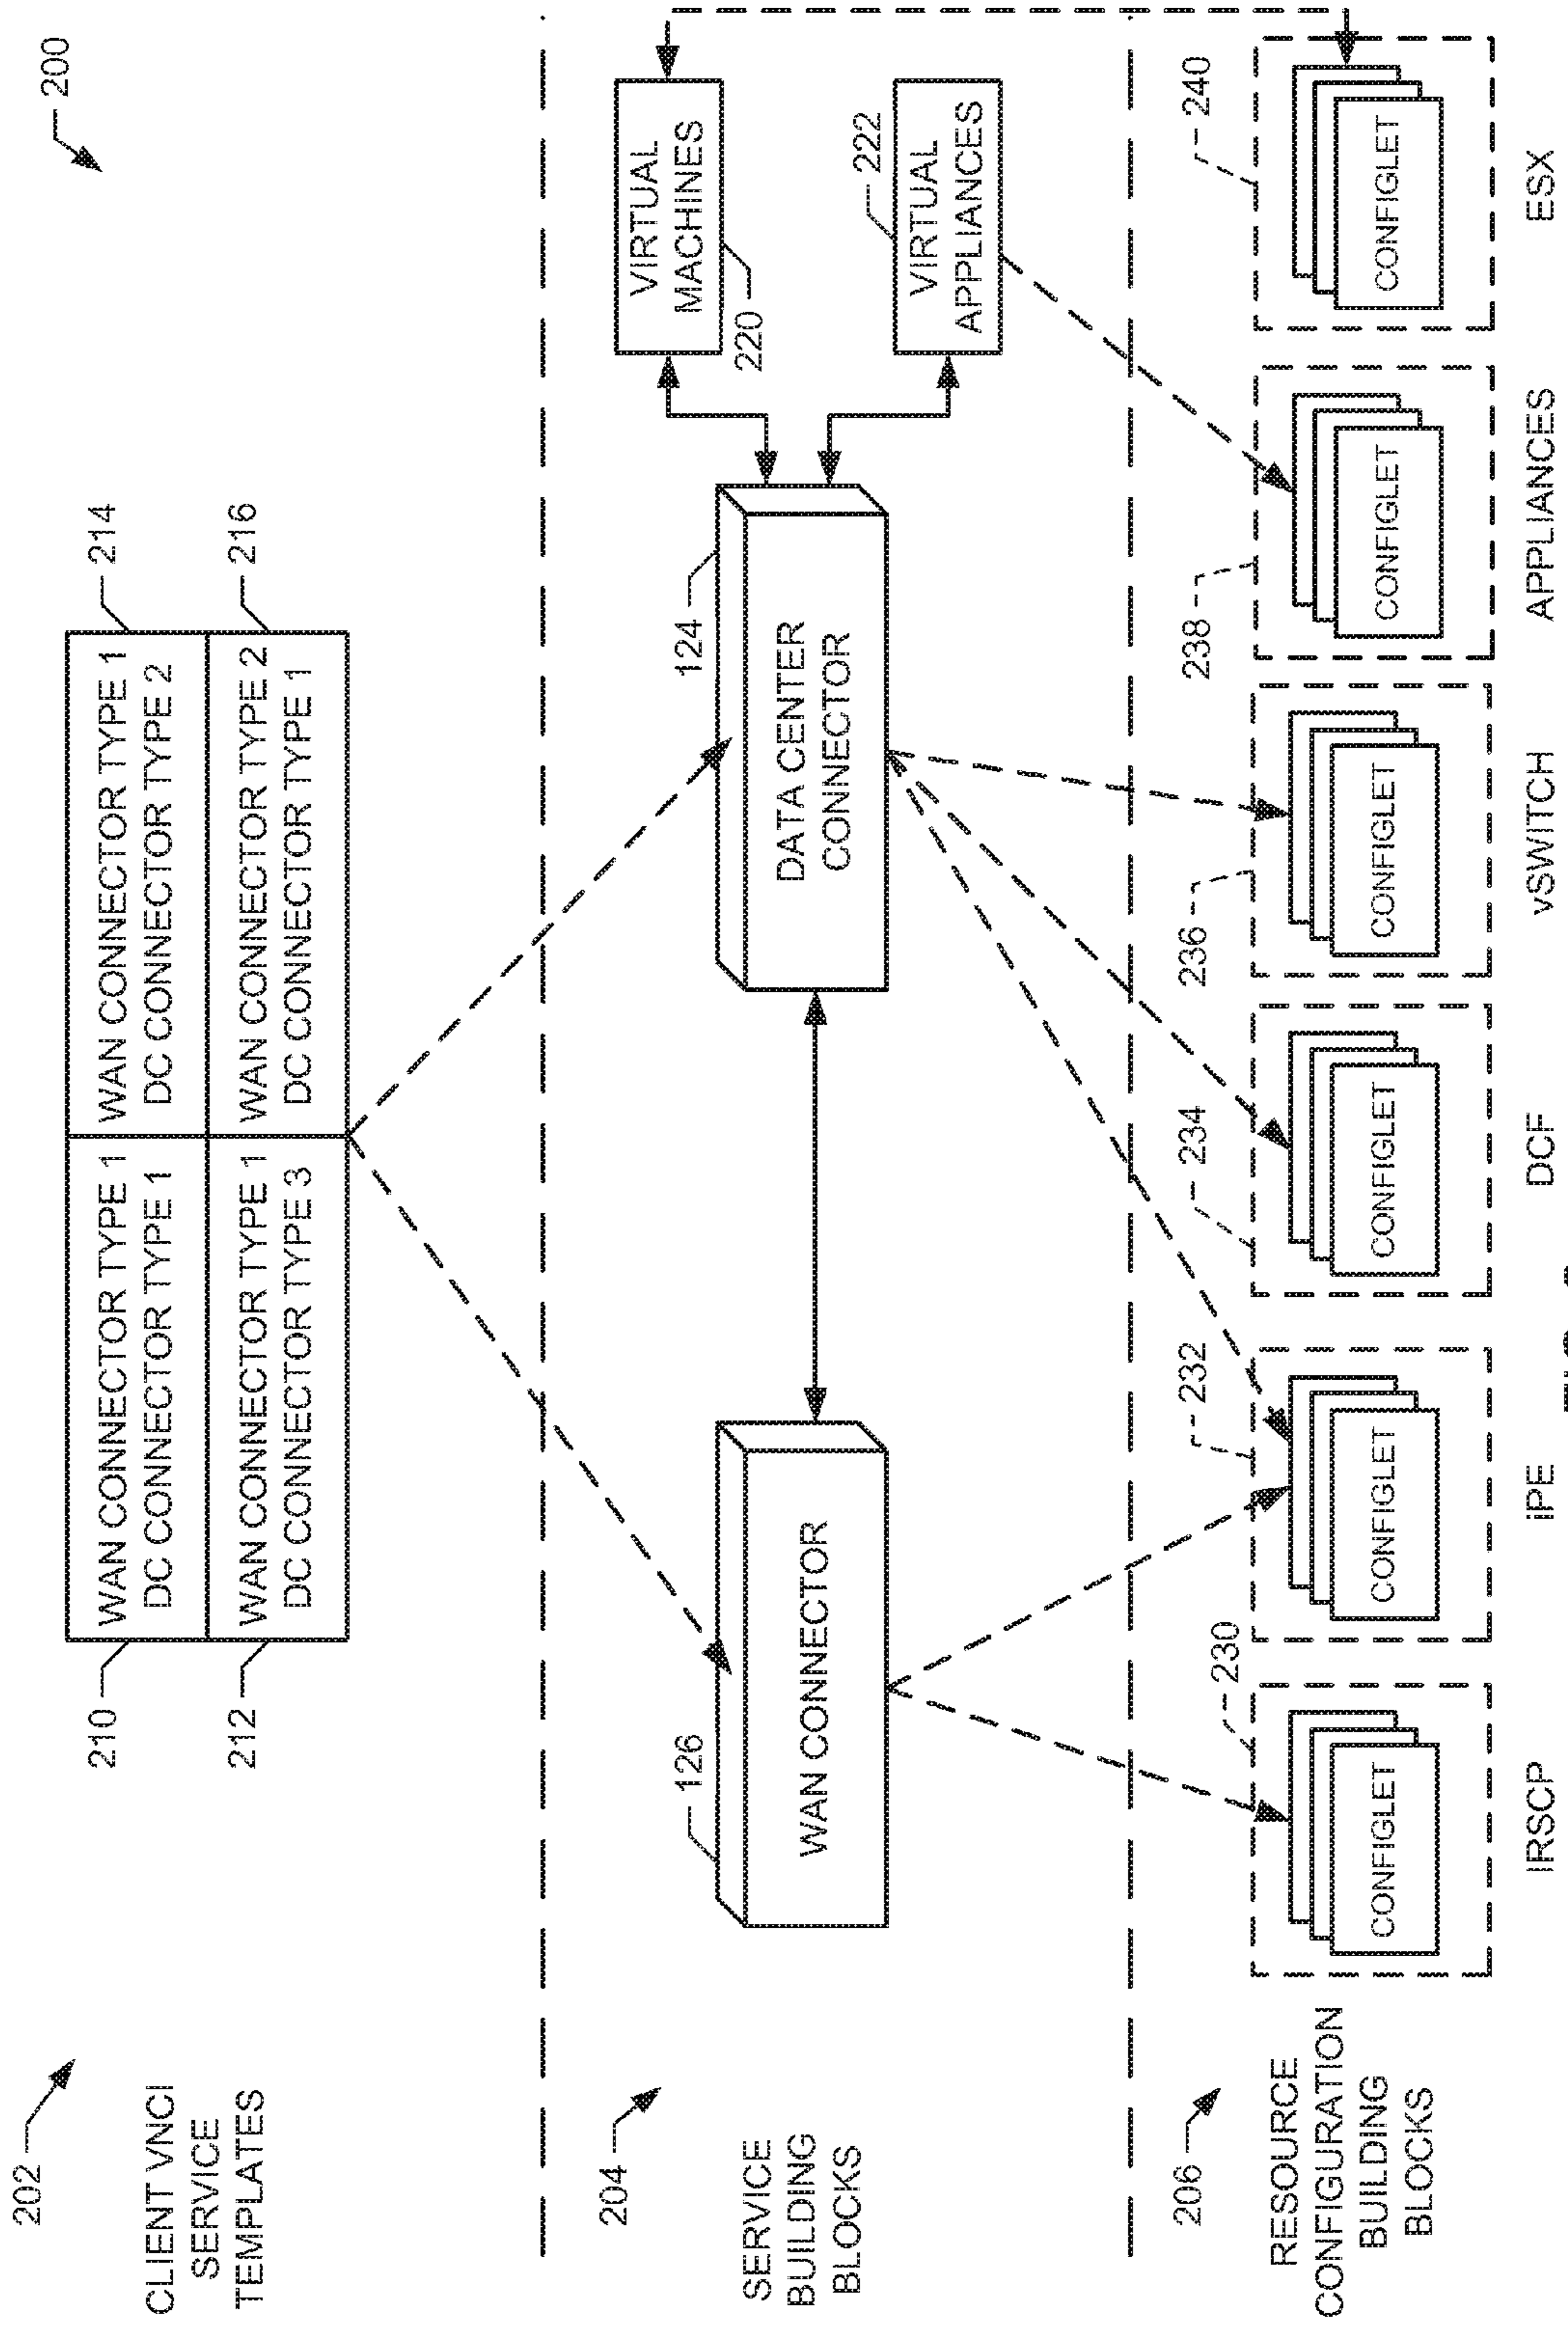 200
202
CLIENT VNCI
SERVICE
TEMPLATES
210
WAN CONNECTOR TYPE 1
DC CONNECTOR TYPE 1
WAN CONNECTOR TYPE 1
DC CONNECTOR TYPE 2
214
212
WAN CONNECTOR TYPE 1
DC CONNECTOR TYPE 3
WAN CONNECTOR TYPE 2
DC CONNECTOR TYPE 1
216
204
SERVICE
BUILDING
BLOCKS
126
WAN CONNECTOR
124
DATA CENTER
CONNECTOR
VIRTUAL
MACHINES
220
222
VIRTUAL
APPLIANCES
206
RESOURCE
CONFIGURATION
BUILDING
BLOCKS
230
232
234
236
238
240
CONFIGLET
CONFIGLET
CONFIGLET
CONFIGLET
CONFIGLET
CONFIGLET
IRSCP
iPE
DCF
vSWITCH
APPLIANCES
ESX